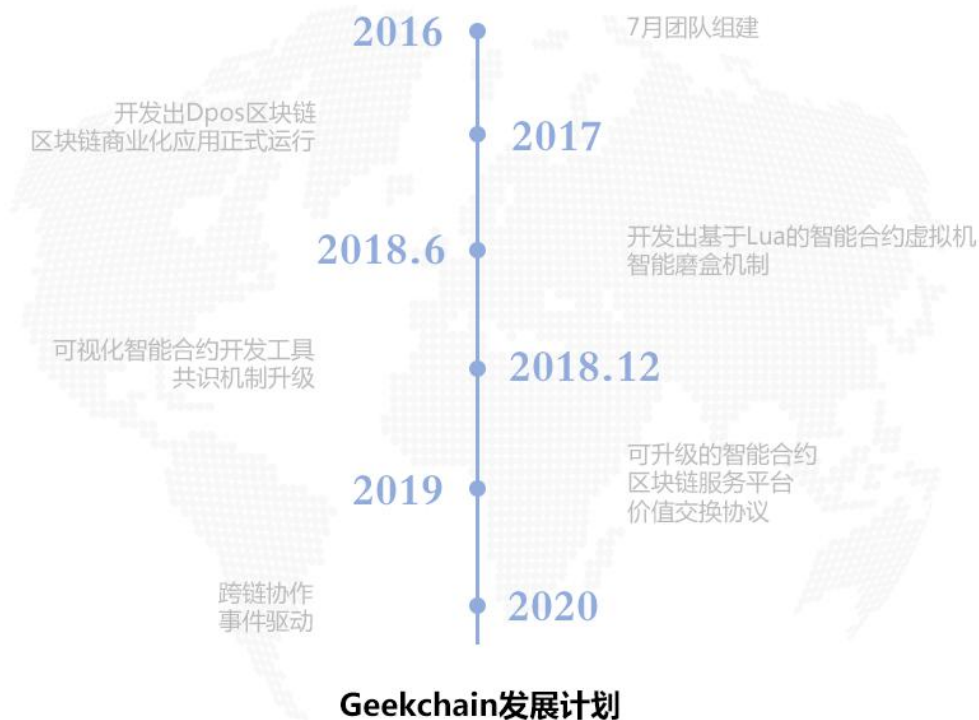 2016
7月团队组建
开发出Dpos区块链
区块链商业化应用正式运行
2017
2018.6
开发出基于Lua的智能合约虚拟机
智能磨盒机制
可视化智能合约开发工具
共识机制升级
2018.12
2019
可升级的智能合约
区块链服务平台
价值交换协议
跨链协作
事件驱动
2020
Geekchain发展计划